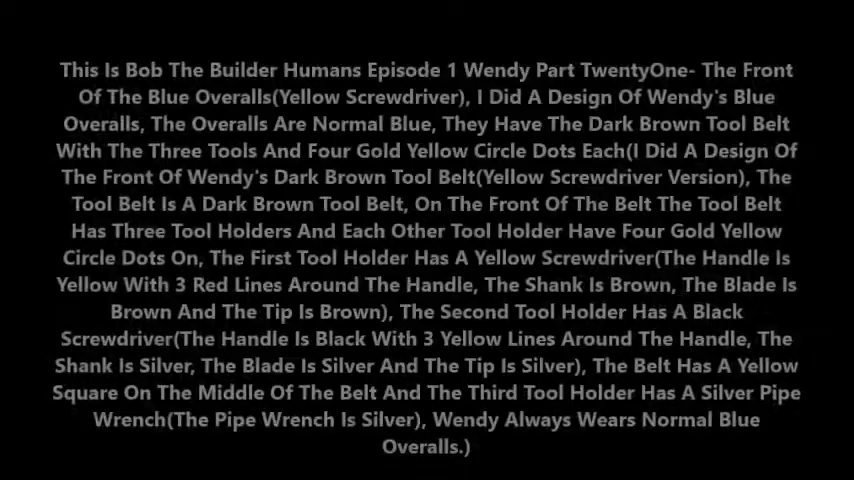 This Is Bob The Builder Humans Episode 1 Wendy Part TwentyOne- The Front
Of The Blue Overalls(Yellow Screwdriver), I Did A Design Of Wendy's Blue
Overalls, The Overalls Are Normal Blue, They Have The Dark Brown Tool Belt
With The Three Tools And Four Gold Yellow Circle Dots Each(I Did A Design Of
The Front Of Wendy's Dark Brown Tool Belt(Yellow Screwdriver Version), The
Tool Belt Is A Dark Brown Tool Belt, On The Front Of The Belt The Tool Belt
Has Three Tool Holders And Each Other Tool Holder Have Four Gold Yellow
Circle Dots On, The First Tool Holder Has A Yellow Screwdriver(The Handle Is
Yellow With 3 Red Lines Around The Handle, The Shank Is Brown, The Blade Is
Brown And The Tip Is Brown), The Second Tool Holder Has A Black
Screwdriver(The Handle Is Black With 3 Yellow Lines Around The Handle, The
Shank Is Silver, The Blade Is Silver And The Tip Is Silver), The Belt Has A Yellow
Square On The Middle Of The Belt And The Third Tool Holder Has A Silver Pipe
Wrench(The Pipe Wrench Is Silver), Wendy Always Wears Normal Blue
Overalls.)